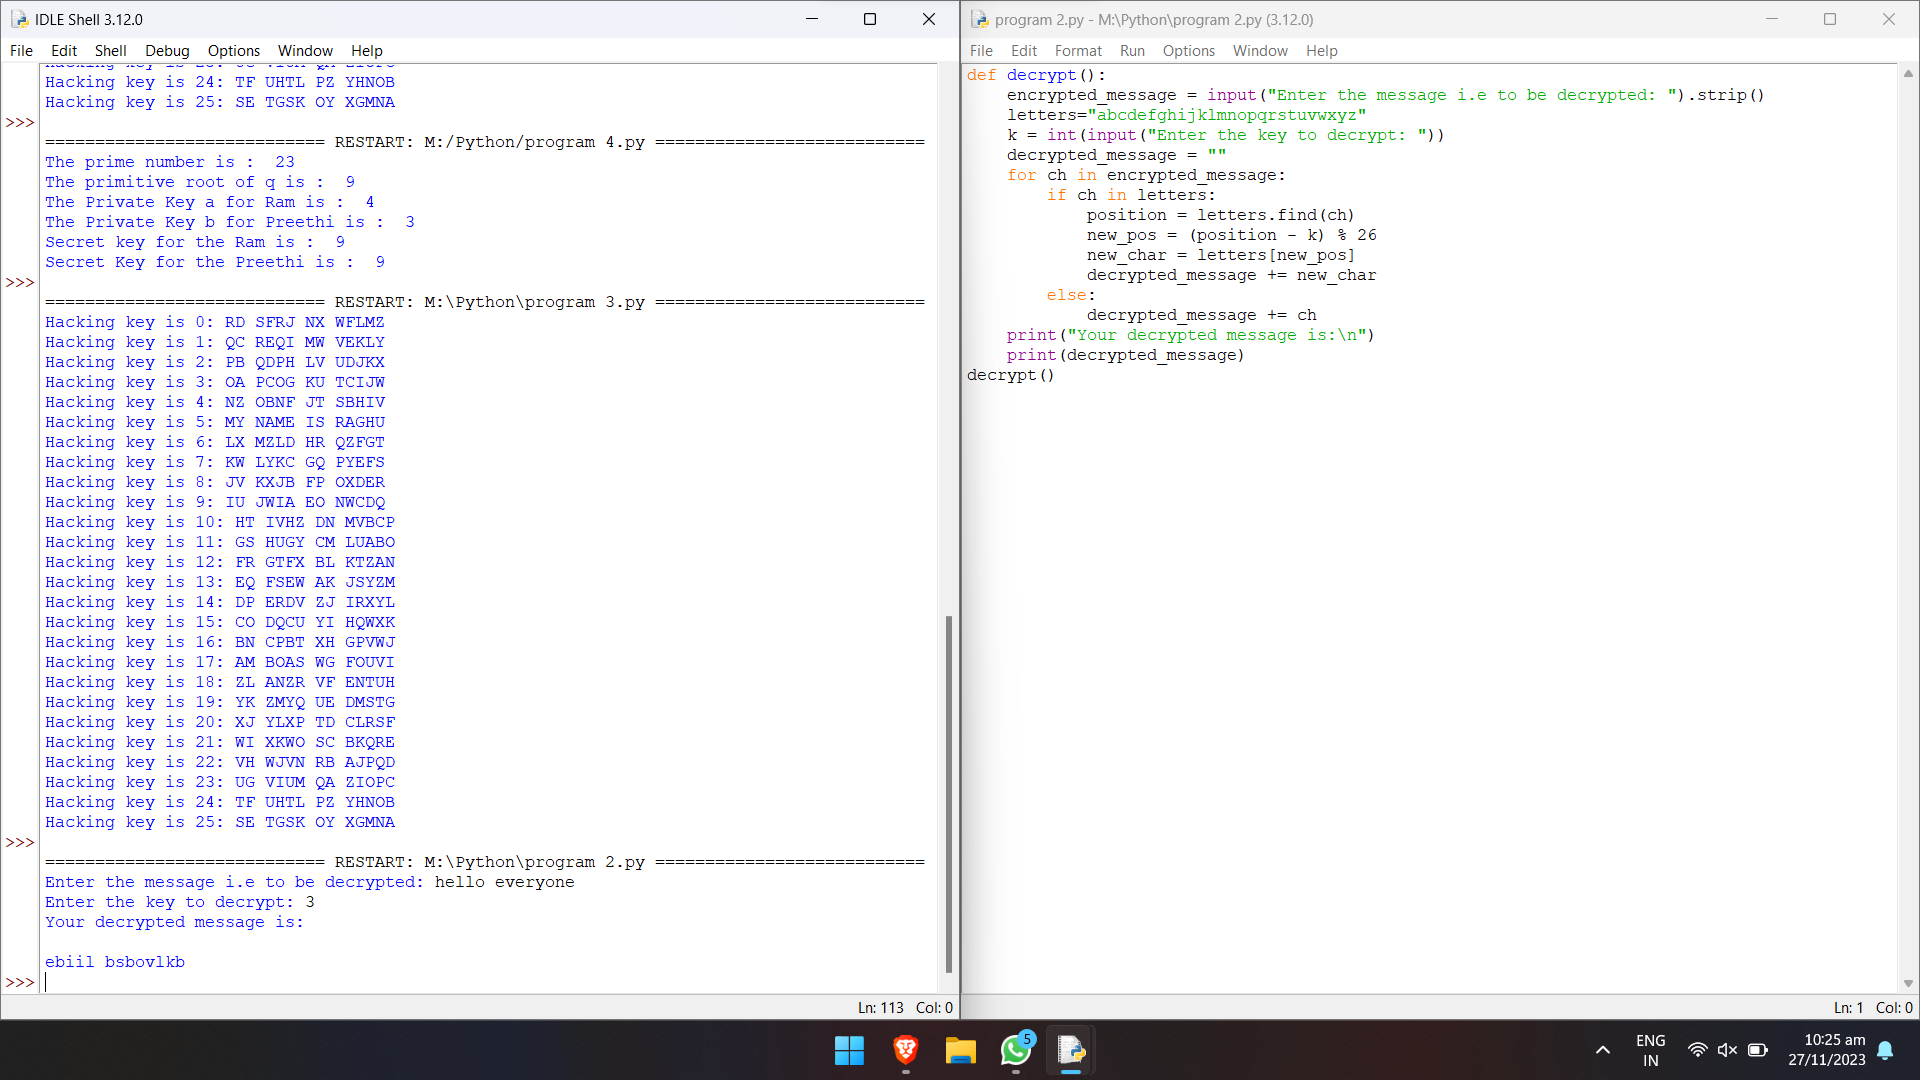 IDLE Shell 3.12.0
File Edit Shell Debug Options Window Help
Hacking key is 24: TF UHTL PZ YHNOB
Hacking key is 25: SE TGSK OY XGMNA
>>>
============================ RESTART: M:/Python/program 4.py ===========================
The prime number is :  23
The primitive root of q is :  9
The Private Key a for Ram is :  4
The Private Key b for Preethi is :  3
Secret key for the Ram is :  9
Secret Key for the Preethi is :  9
>>>
============================ RESTART: M:\Python\program 3.py ===========================
Hacking key is 0: RD SFRJ NX WFLMZ
Hacking key is 1: QC REQI MW VEKLY
Hacking key is 2: PB QDPH LV UDJKX
Hacking key is 3: OA PCOG KU TCIJW
Hacking key is 4: NZ OBNF JT SBHIV
Hacking key is 5: MY NAME IS RAGHU
Hacking key is 6: LX MZLD HR QZFGT
Hacking key is 7: KW LYKC GQ PYEFS
Hacking key is 8: JV KXJB FP OXDER
Hacking key is 9: IU JWIA EO NWCDQ
Hacking key is 10: HT IVHZ DN MVBCP
Hacking key is 11: GS HUGY CM LUABO
Hacking key is 12: FR GTFX BL KTZAN
Hacking key is 13: EQ FSEW AK JSYZM
Hacking key is 14: DP ERDV ZJ IRXYL
Hacking key is 15: CO DQCU YI HQWXK
Hacking key is 16: BN CPBT XH GPVWJ
Hacking key is 17: AM BOAS WG FOUVI
Hacking key is 18: ZL ANZR VF ENTUH
Hacking key is 19: YK ZMYQ UE DMSTG
Hacking key is 20: XJ YLXP TD CLRSF
Hacking key is 21: WI XKWO SC BKQRE
Hacking key is 22: VH WJVN RB AJPQD
Hacking key is 23: UG VIUM QA ZIOPC
Hacking key is 24: TF UHTL PZ YHNOB
Hacking key is 25: SE TGSK OY XGMNA
>>>
============================ RESTART: M:\Python\program 2.py ===========================
Enter the message i.e to be decrypted: hello everyone
Enter the key to decrypt: 3
Your decrypted message is:
ebiil bsbovlkb
>>>
Ln: 113 Col: 0
program 2.py - M:\Python\program 2.py (3.12.0)
File Edit Format Run Options Window Help
def decrypt():
    encrypted_message = input("Enter the message i.e to be decrypted: ").strip()
    letters="abcdefghijklmnopqrstuvwxyz"
    k = int(input("Enter the key to decrypt: "))
    decrypted_message = ""
    for ch in encrypted_message:
        if ch in letters:
            position = letters.find(ch)
            new_pos = (position - k) % 26
            new_char = letters[new_pos]
            decrypted_message += new_char
        else:
            decrypted_message += ch
    print("Your decrypted message is:\n")
    print(decrypted_message)
decrypt()
Ln: 1 Col: 0
5
ENG
IN
10:25 am
27/11/2023